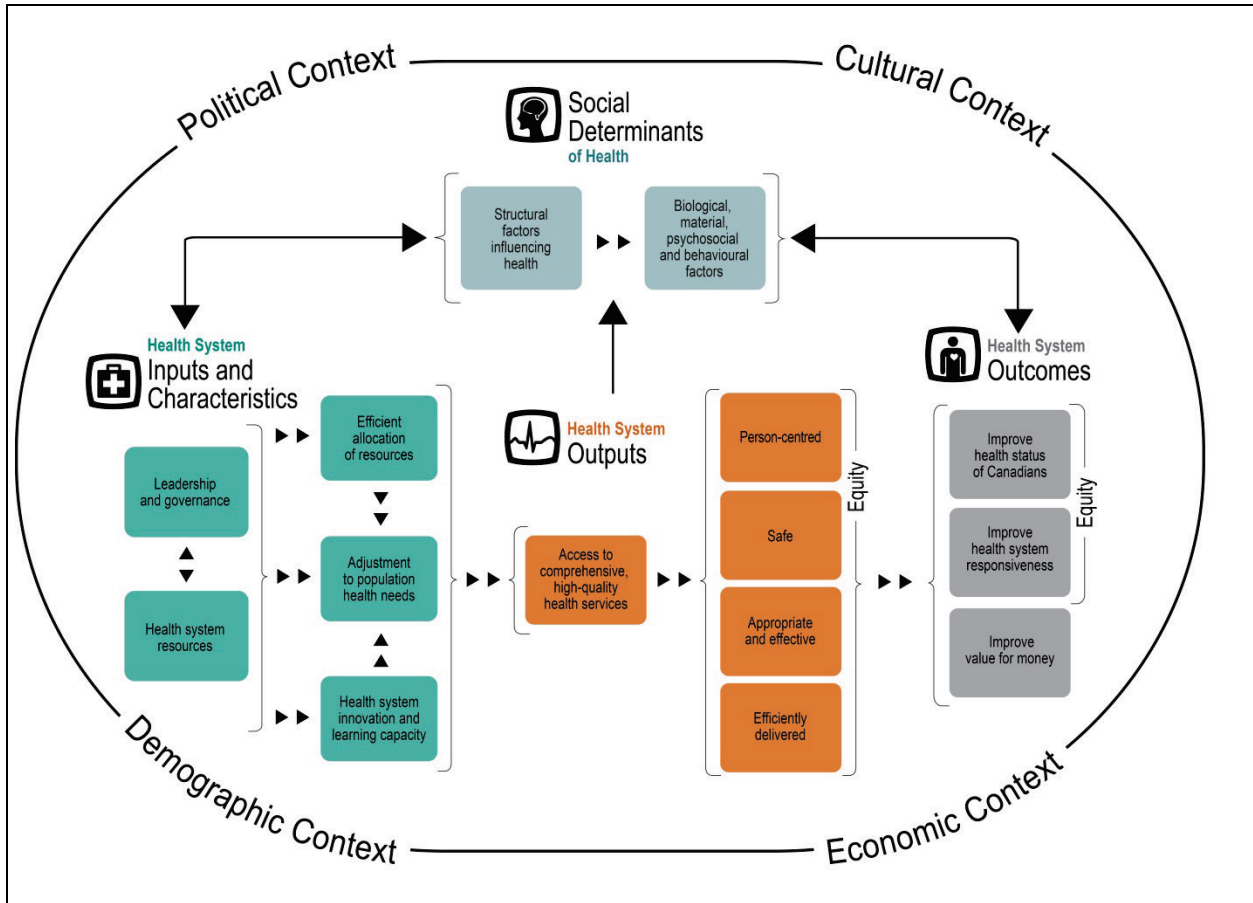 Political Context
Cultural Context
Social
Determinants
of Health
Structural
factors
influencing
health
Biological,
material,
psychosocial
and behavioural
factors
Health System
Inputs and
Characteristics
Leadership
and governance
Health system
resources
Efficient
allocation
of resources
Adjustment
to population
health needs
Health system
innovation and
learning capacity
Health System
Outputs
Access to
comprehensive,
high-quality
health services
Person-centred
Safe
Appropriate
and effective
Efficiently
delivered
Equity
Health System
Outcomes
Improve
health status
of Canadians
Improve
health system
responsiveness
Improve
value for money
Equity
Demographic Context
Economic Context